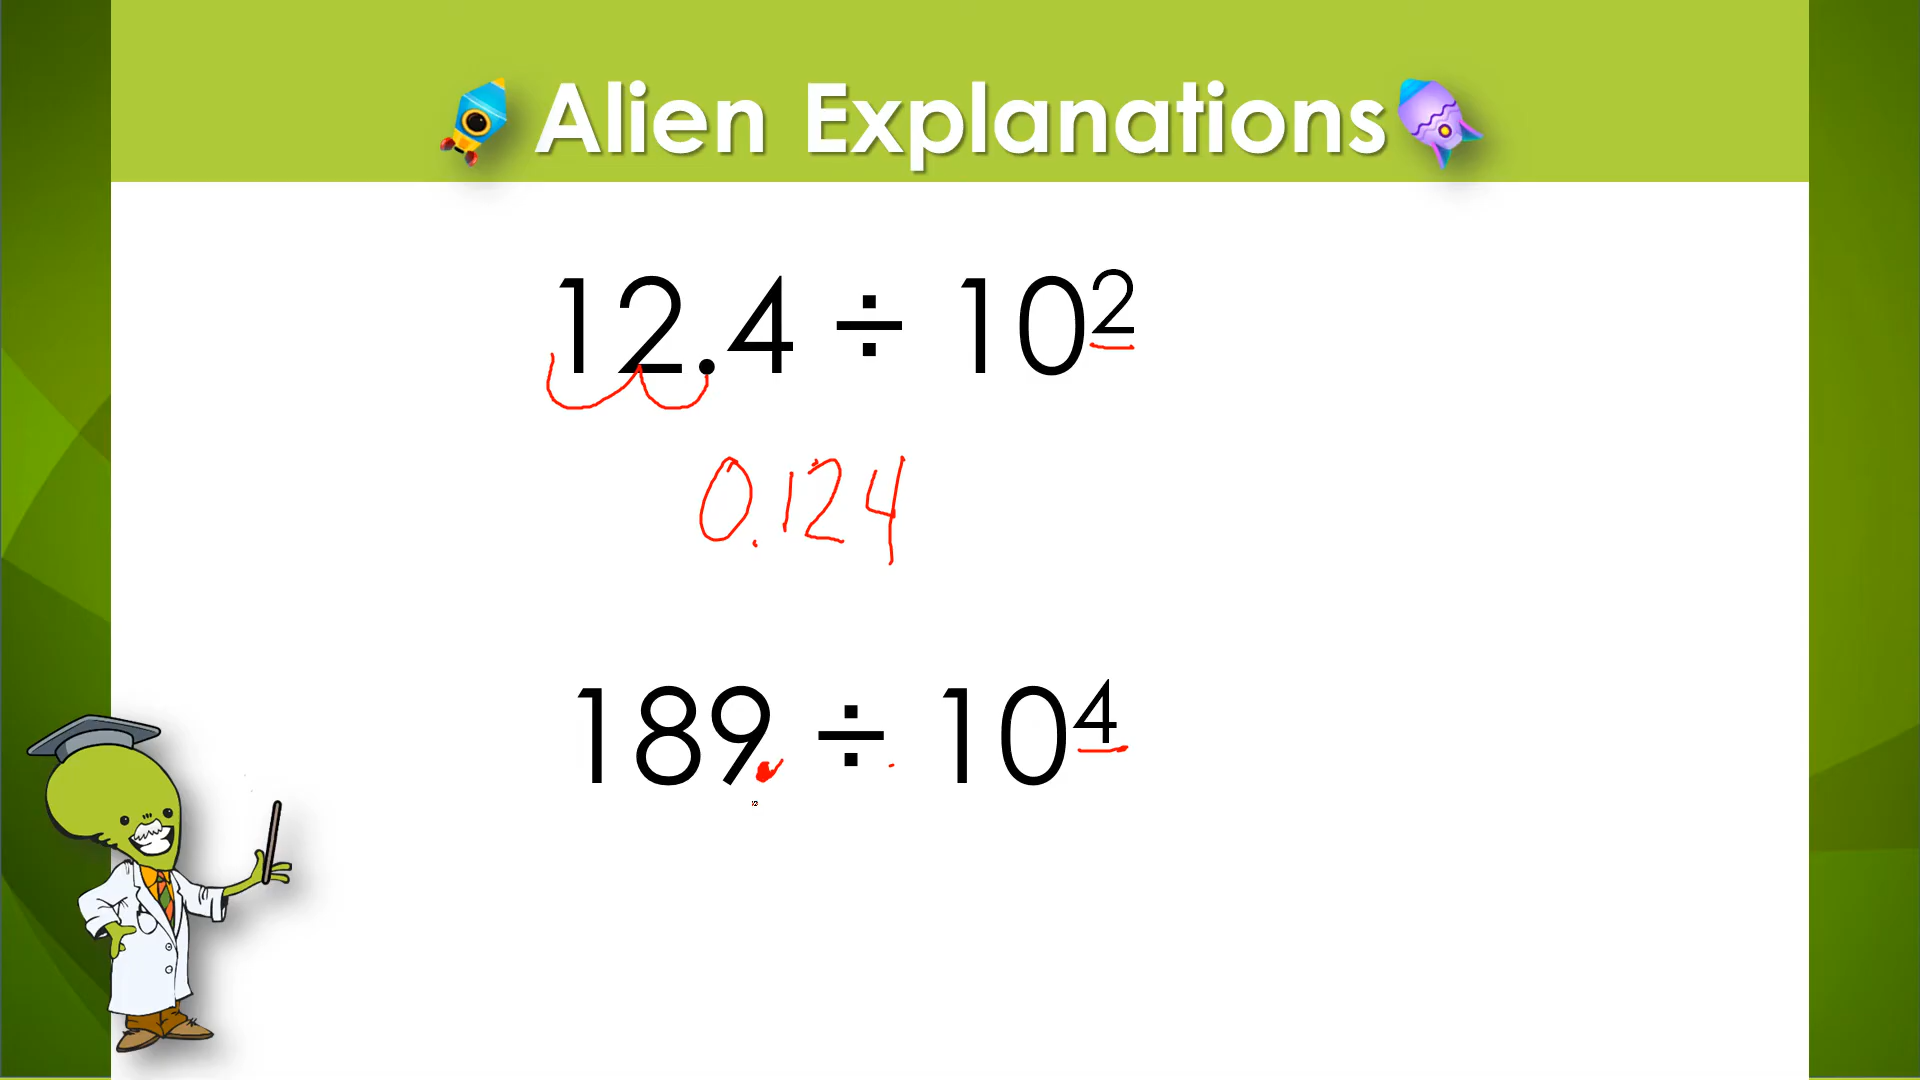 Alien Explanations
12.4 ÷ 10²
0.124
189. ÷ 10⁴